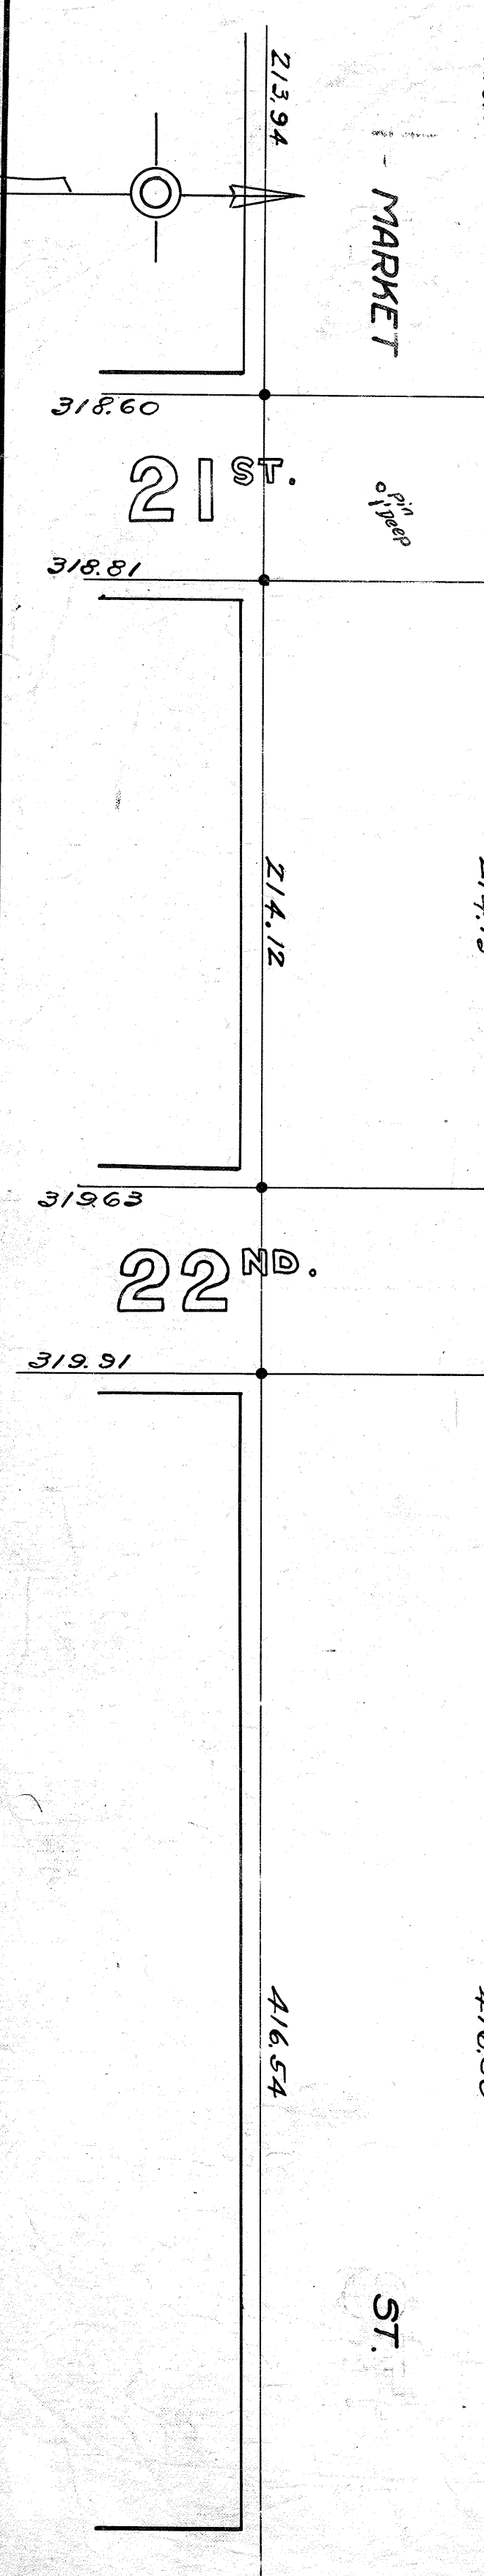 213.94
- MARKET
318.60
21ST.
o pin
1' Deep
318.81
214.12
319.63
22ND.
319.91
416.54
ST.